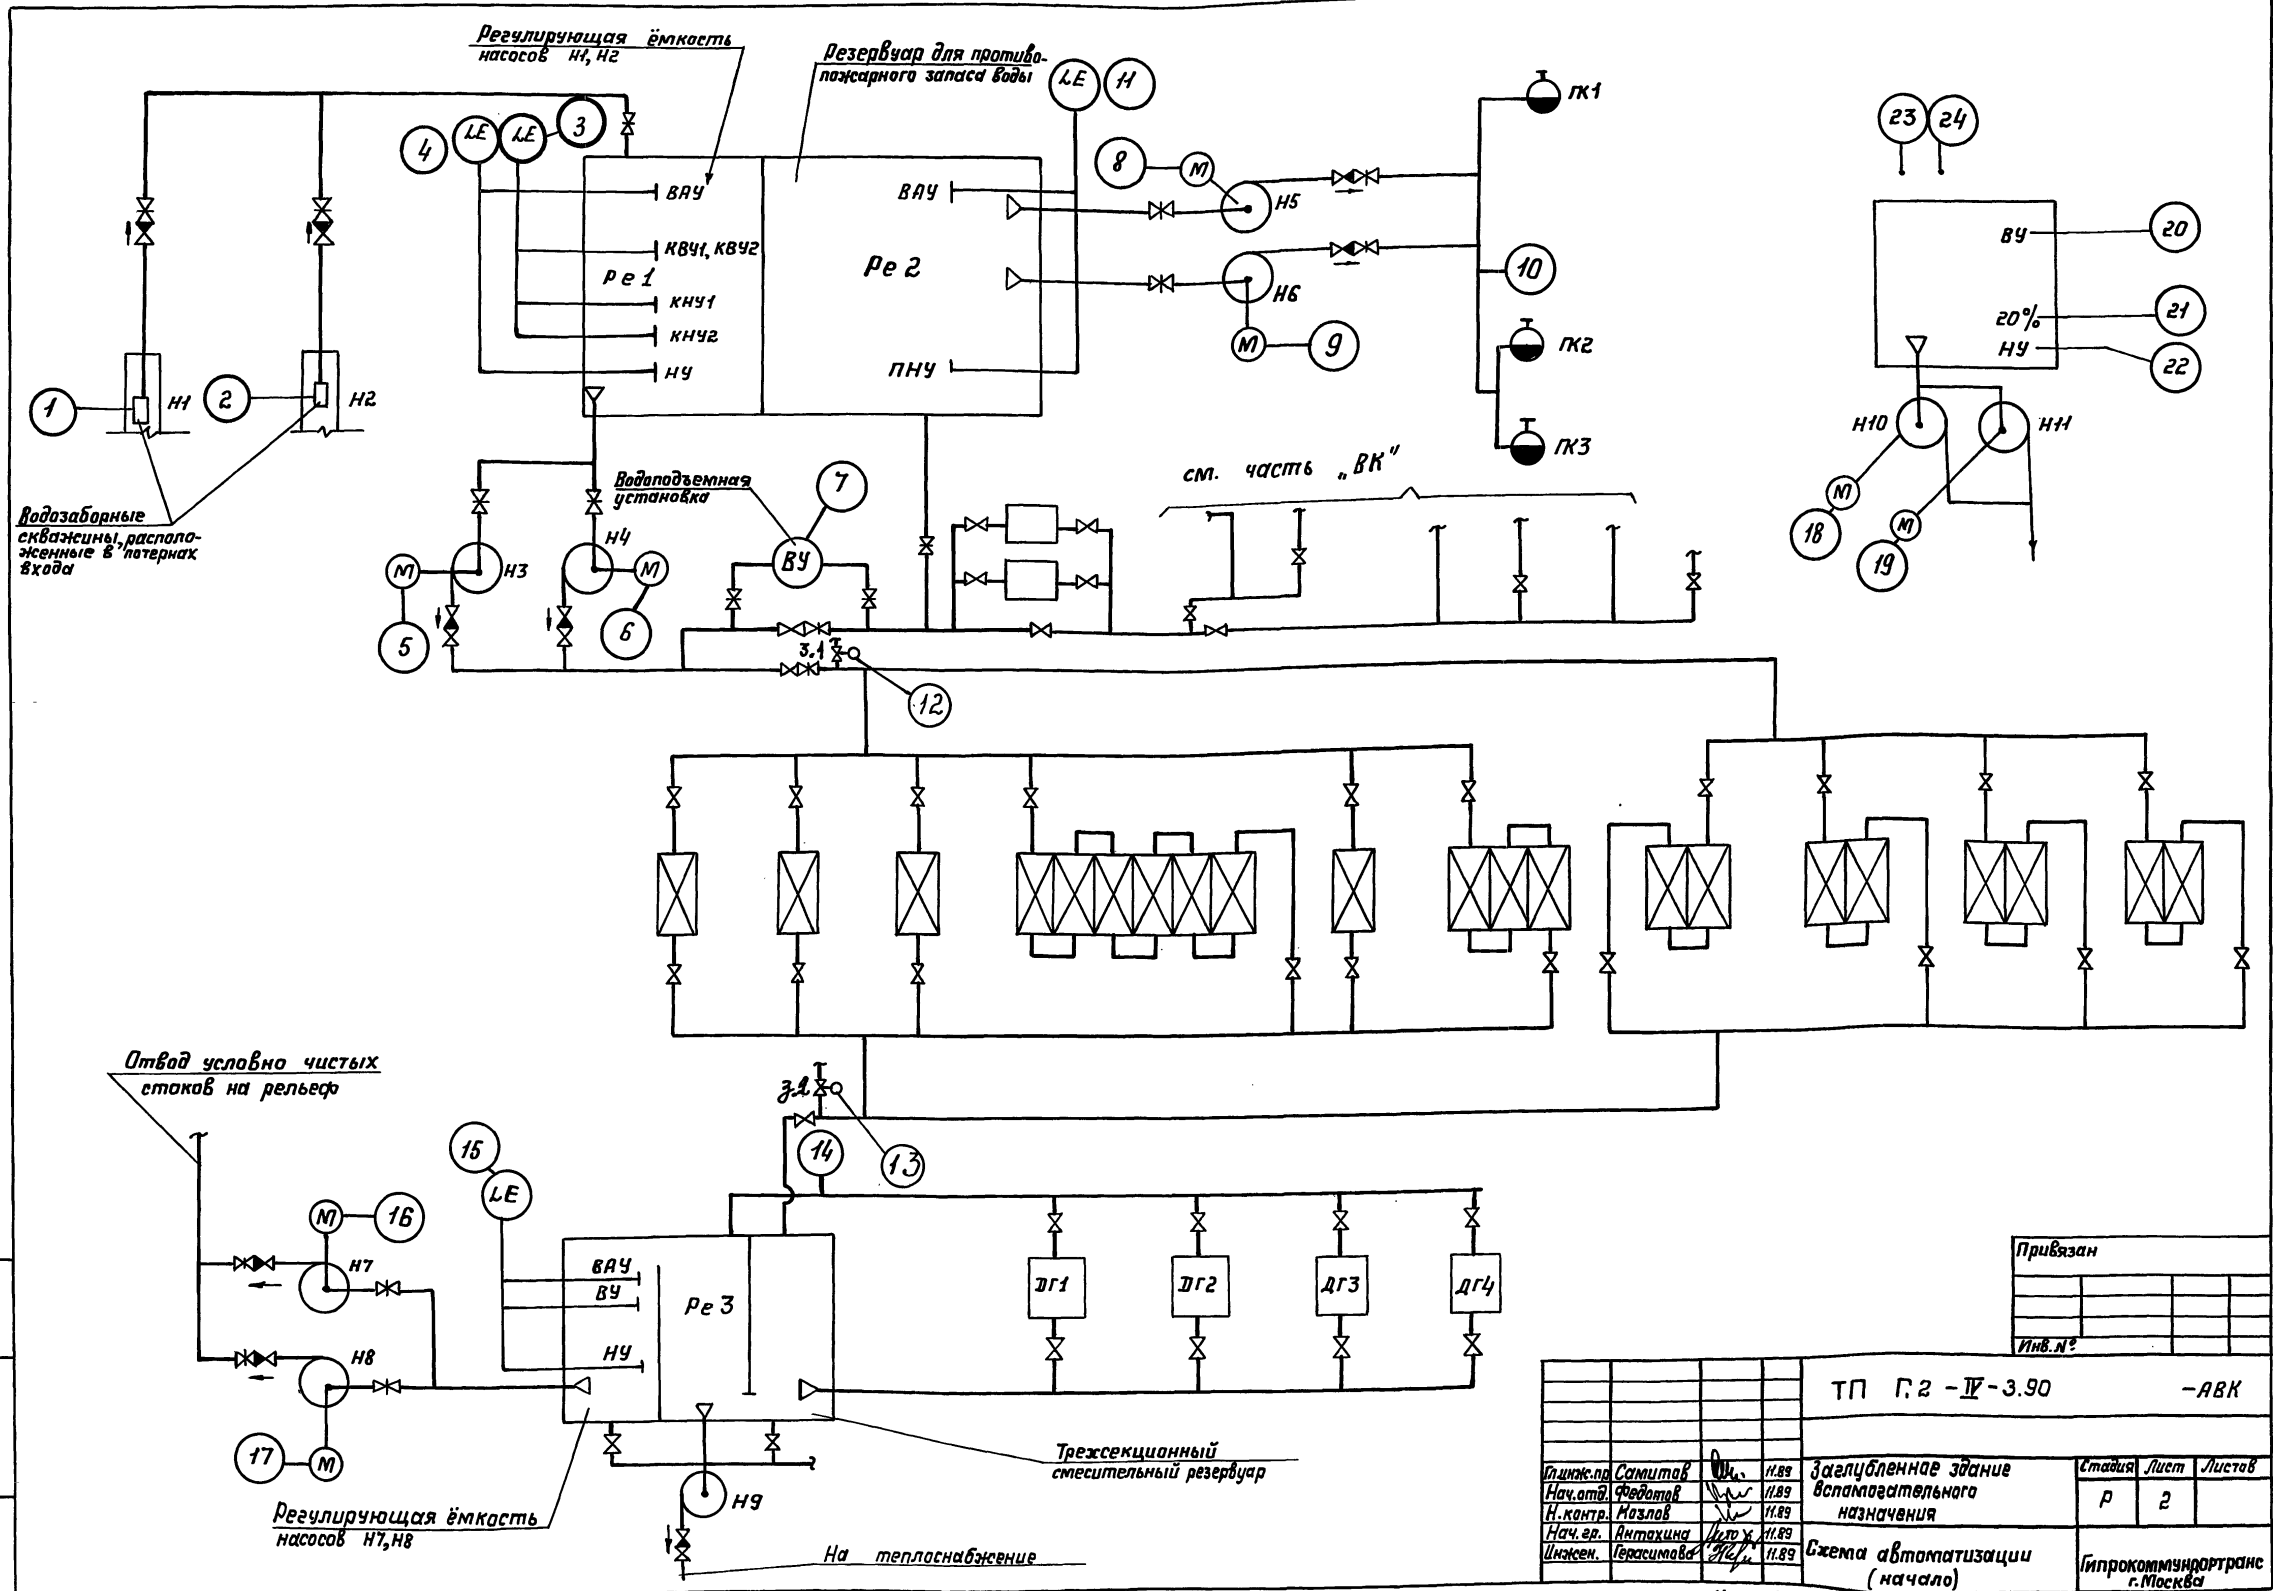 Регулирующая ёмкость
насосов Н1, Н2
Резервуар для противо-
пожарного запаса воды
LE
11
ГК1
4
LE
LE
3
8
М
Н5
23
24
ВАУ
ВАУ
КВУ1, КВУ2
Ре 1
Ре 2
КНУ1
КНУ2
НУ
ПНУ
Н6
М
9
10
ГК2
ГК3
ВУ
20
20%
21
НУ
22
Н10
Н11
М
18
М
19
1
Н1
2
Н2
Водозаборные
скважины, располо-
женные в потернах
входа
Водоподъемная
установка
7
ВУ
см. часть „ВК"
М
Н3
5
Н4
М
6
3.1
12
Отвод условно чистых
стоков на рельеф
з2
14
13
15
LE
М
16
Н7
Н8
17
М
ВАУ
ВУ
НУ
Ре 3
ДГ1
ДГ2
ДГ3
ДГ4
Н9
Регулирующая ёмкость
насосов Н7, Н8
Трехсекционный
смесительный резервуар
На теплоснабжение
Привязан
Инв.№
ТП Г.2 -IV-3.90 -АВК
Гл.инж.пр Самитов 11.89
Нач.отд. Федотов 11.89
Н.контр. Козлов 11.89
Нач. гр. Антохина 11.89
Инжен. Герасимова 11.89
Заглубленное здание
вспомогательного
назначения
Стадия Лист Листов
Р 2
Схема автоматизации
(начало)
Гипрокоммундортранс
г.Москва